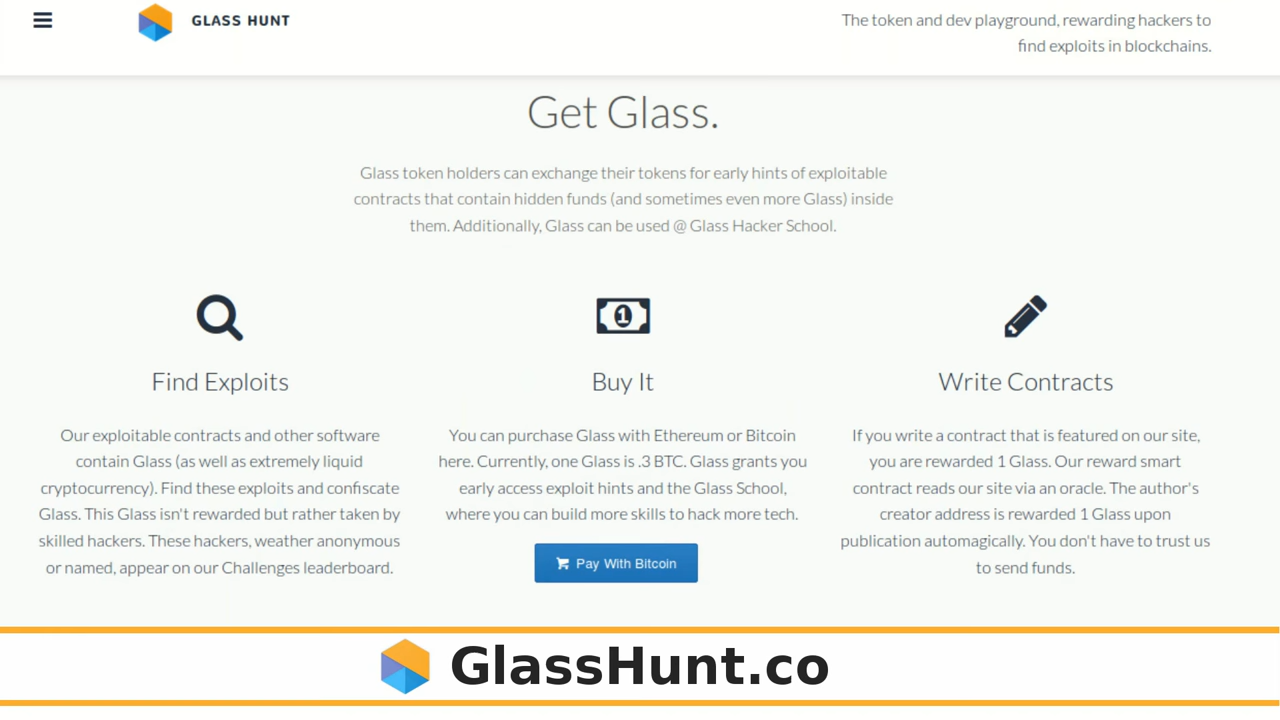 GLASS HUNT
The token and dev playground, rewarding hackers to
find exploits in blockchains.
Get Glass.
Glass token holders can exchange their tokens for early hints of exploitable
contracts that contain hidden funds (and sometimes even more Glass) inside
them. Additionally, Glass can be used @ Glass Hacker School.
Find Exploits
Our exploitable contracts and other software
contain Glass (as well as extremely liquid
cryptocurrency). Find these exploits and confiscate
Glass. This Glass isn't rewarded but rather taken by
skilled hackers. These hackers, weather anonymous
or named, appear on our Challenges leaderboard.
1
Buy It
You can purchase Glass with Ethereum or Bitcoin
here. Currently, one Glass is .3 BTC. Glass grants you
early access exploit hints and the Glass School,
where you can build more skills to hack more tech.
Pay With Bitcoin
Write Contracts
If you write a contract that is featured on our site,
you are rewarded 1 Glass. Our reward smart
contract reads our site via an oracle. The author's
creator address is rewarded 1 Glass upon
publication automagically. You don't have to trust us
to send funds.
GlassHunt.co